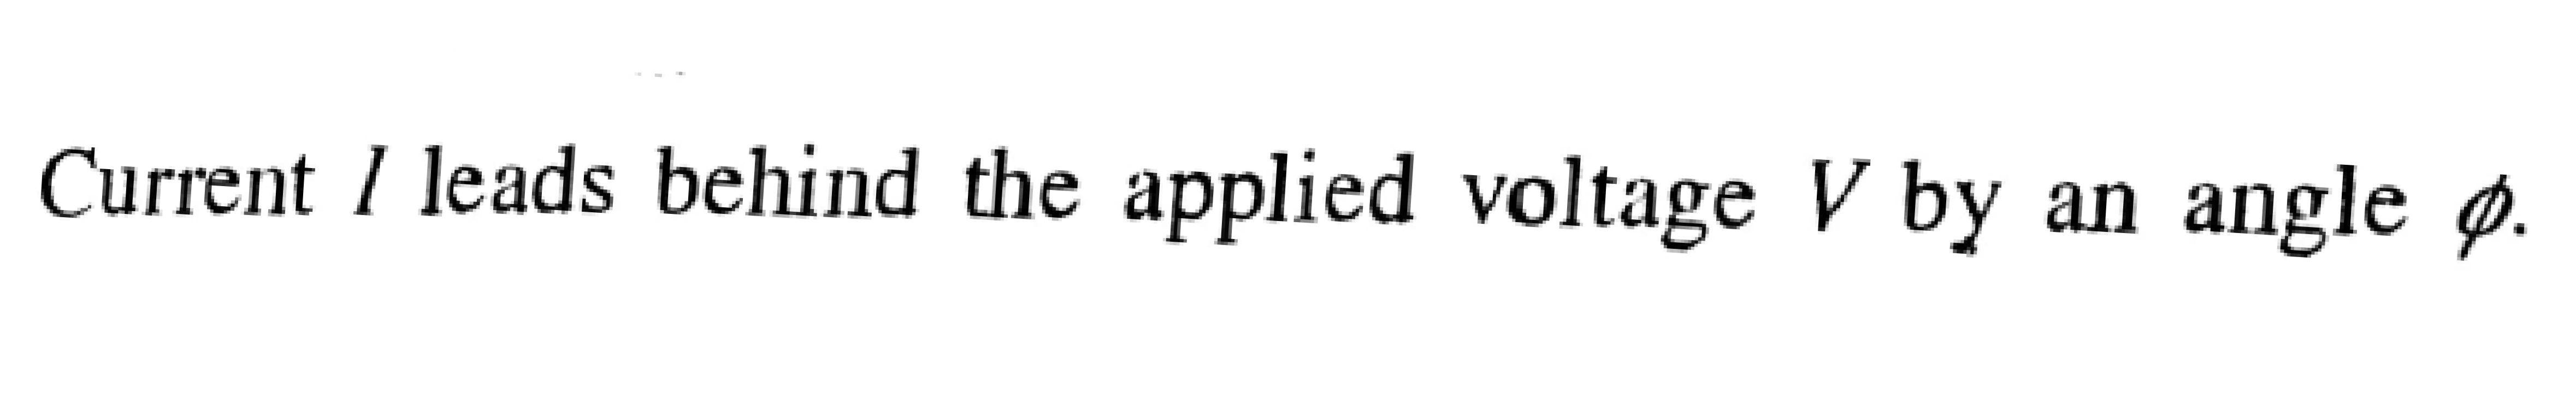 Current I leads behind the applied voltage V by an angle ϕ.